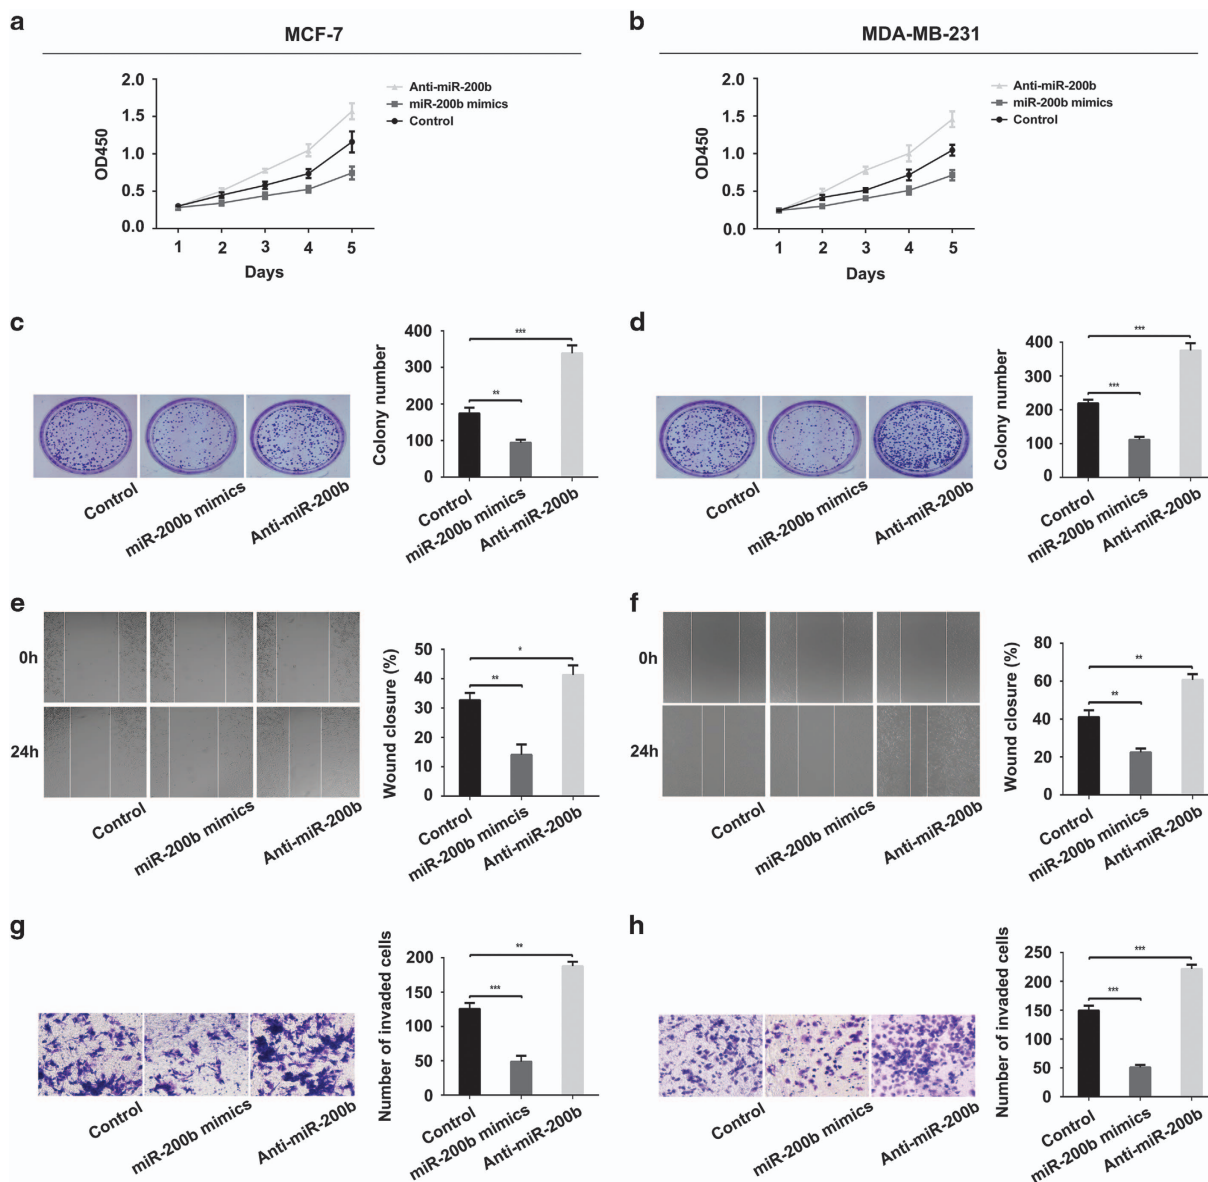 a
MCF-7
OD450
2.0
1.5
1.0
0.5
0.0
1 2 3 4 5
Days
Anti-miR-200b
miR-200b mimics
Control
b
MDA-MB-231
OD450
2.0
1.5
1.0
0.5
0.0
1 2 3 4 5
Days
Anti-miR-200b
miR-200b mimics
Control
c
Control
miR-200b mimics
Anti-miR-200b
Colony number
400
300
200
100
0
***
**
Control
miR-200b mimics
Anti-miR-200b
d
Control
miR-200b mimics
Anti-miR-200b
Colony number
400
300
200
100
0
***
***
Control
miR-200b mimics
Anti-miR-200b
e
0h
24h
Control
miR-200b mimics
Anti-miR-200b
Wound closure (%)
50
40
30
20
10
0
*
**
Control
miR-200b mimcis
Anti-miR-200b
f
0h
24h
Control
miR-200b mimics
Anti-miR-200b
Wound closure (%)
80
60
40
20
0
**
**
Control
miR-200b mimics
Anti-miR-200b
g
Control
miR-200b mimics
Anti-miR-200b
Number of invaded cells
200
150
100
50
0
**
***
Control
miR-200b mimics
Anti-miR-200b
h
Control
miR-200b mimics
Anti-miR-200b
Number of invaded cells
250
200
150
50
0
***
***
Control
miR-200b mimics
Anti-miR-200b